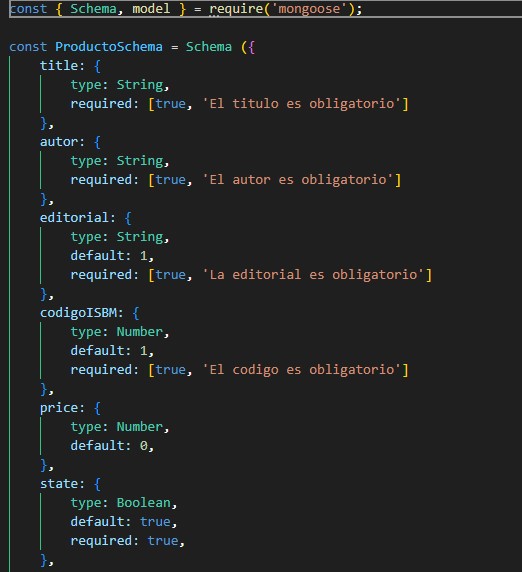 const { Schema, model } = require('mongoose');
const ProductoSchema = Schema ({
    title: {
        type: String,
        required: [true, 'El titulo es obligatorio']
    },
    autor: {
        type: String,
        required: [true, 'El autor es obligatorio']
    },
    editorial: {
        type: String,
        default: 1,
        required: [true, 'La editorial es obligatorio']
    },
    codigoISBM: {
        type: Number,
        default: 1,
        required: [true, 'El codigo es obligatorio']
    },
    price: {
        type: Number,
        default: 0,
    },
    state: {
        type: Boolean,
        default: true,
        required: true,
    },